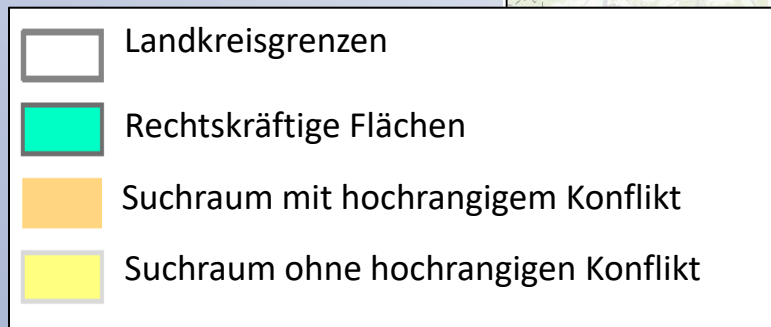 Landkreisgrenzen
Rechtskräftige Flächen
Suchraum mit hochrangigem Konflikt
Suchraum ohne hochrangigen Konflikt